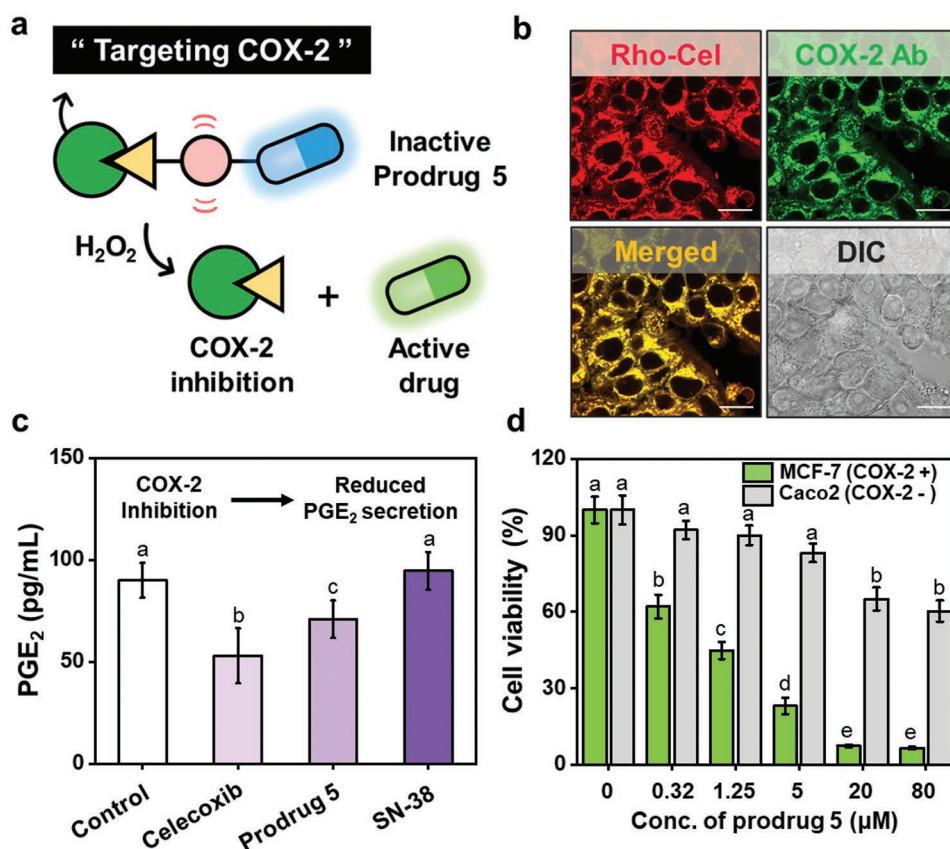 a
“ Targeting COX-2 ”
Inactive
Prodrug 5
H₂O₂
COX-2
inhibition
+
Active
drug
b
Rho-Cel
COX-2 Ab
Merged
DIC
c
PGE₂ (pg/mL)
150
100
50
0
COX-2
Inhibition
Reduced
PGE₂ secretion
a
b
c
a
Control
Celecoxib
Prodrug 5
SN-38
d
Cell viability (%)
120
90
60
30
0
MCF-7 (COX-2 +)
Caco2 (COX-2 - )
a a
b a
c a
d a
e b
e b
0 0.32 1.25 5 20 80
Conc. of prodrug 5 (μM)